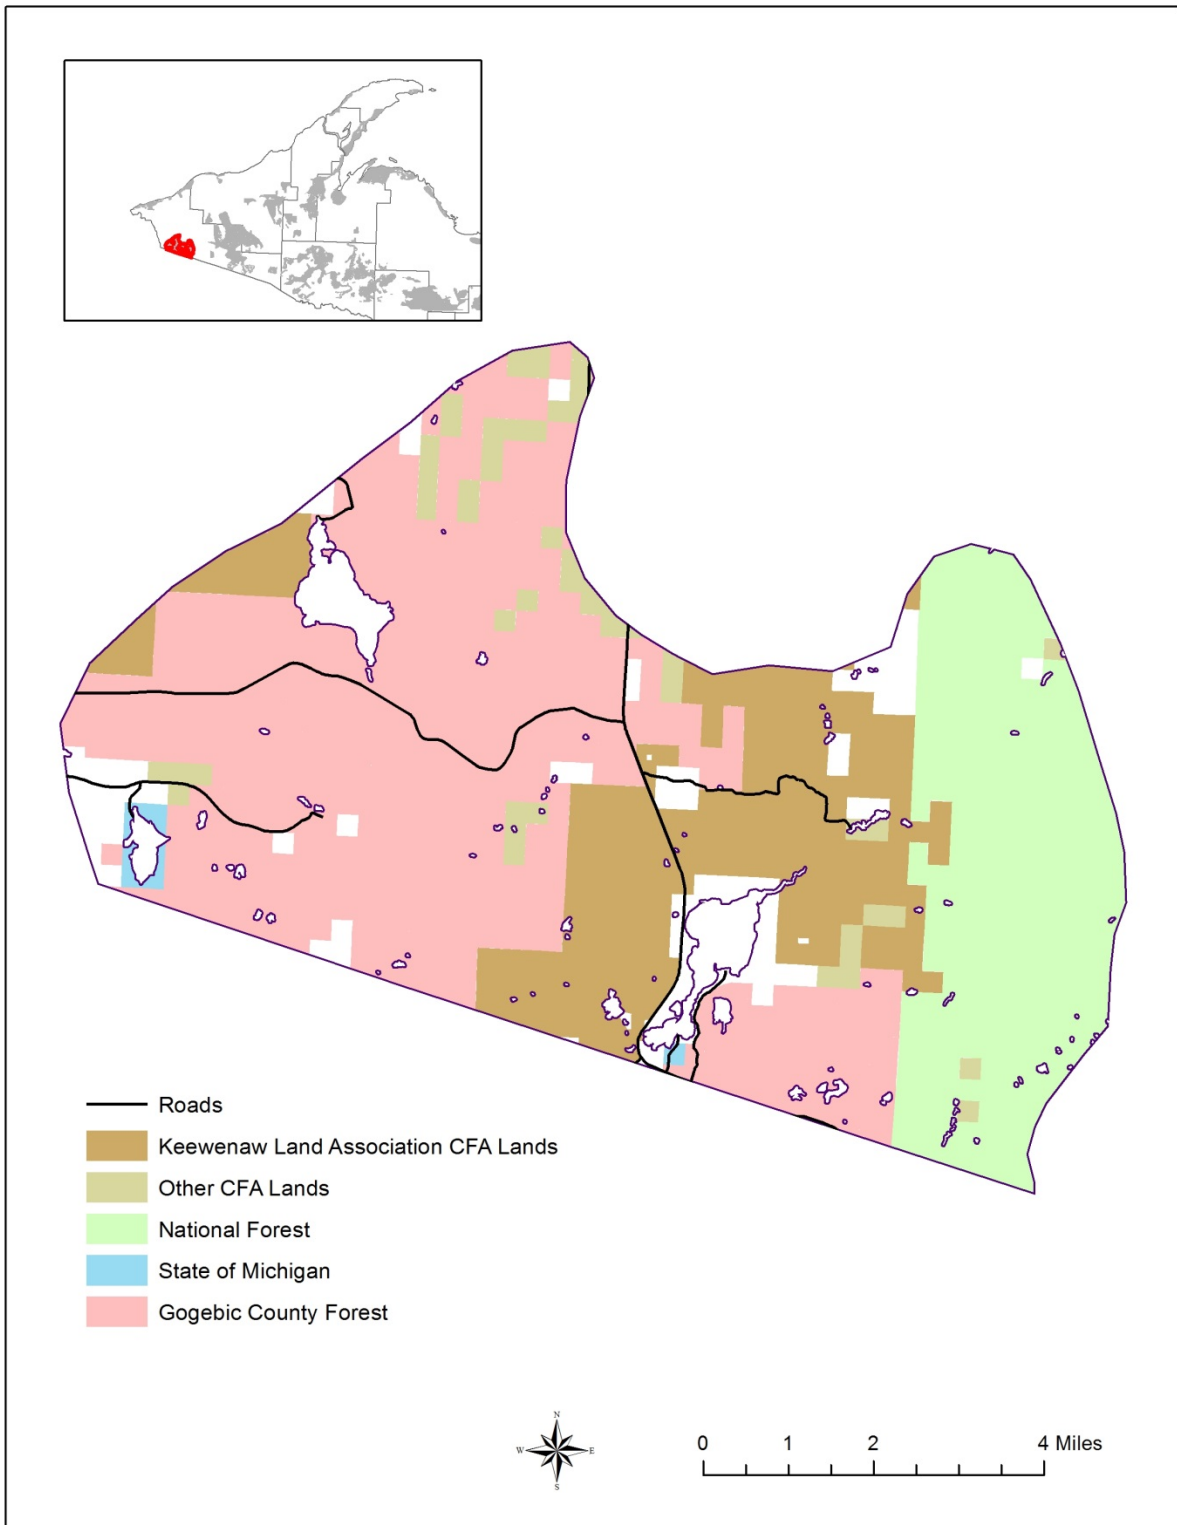 Roads
Keewenaw Land Association CFA Lands
Other CFA Lands
National Forest
State of Michigan
Gogebic County Forest
N
W E
S
0 1 2 4 Miles